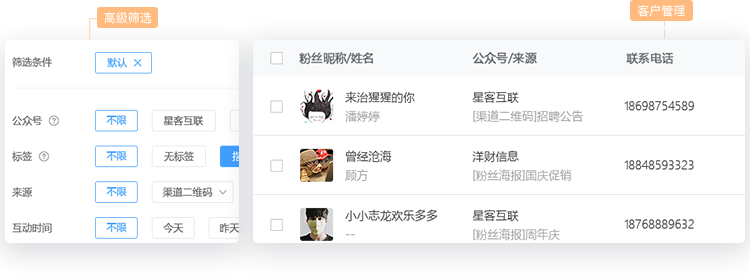 高级筛选
客户管理
筛选条件 默认 ×
公众号 ? 不限 星客互联
标签 ? 不限 无标签
来源 不限 渠道二维码
互动时间 不限 今天 昨天
粉丝昵称/姓名 公众号/来源 联系电话
来治猩猩的你 星客互联 18698754589
潘婷婷 [渠道二维码]招聘公告
曾经沧海 洋财信息 18848593323
顾方 [粉丝海报]国庆促销
小小志龙欢乐多多 星客互联 18768889632
-- [粉丝海报]周年庆